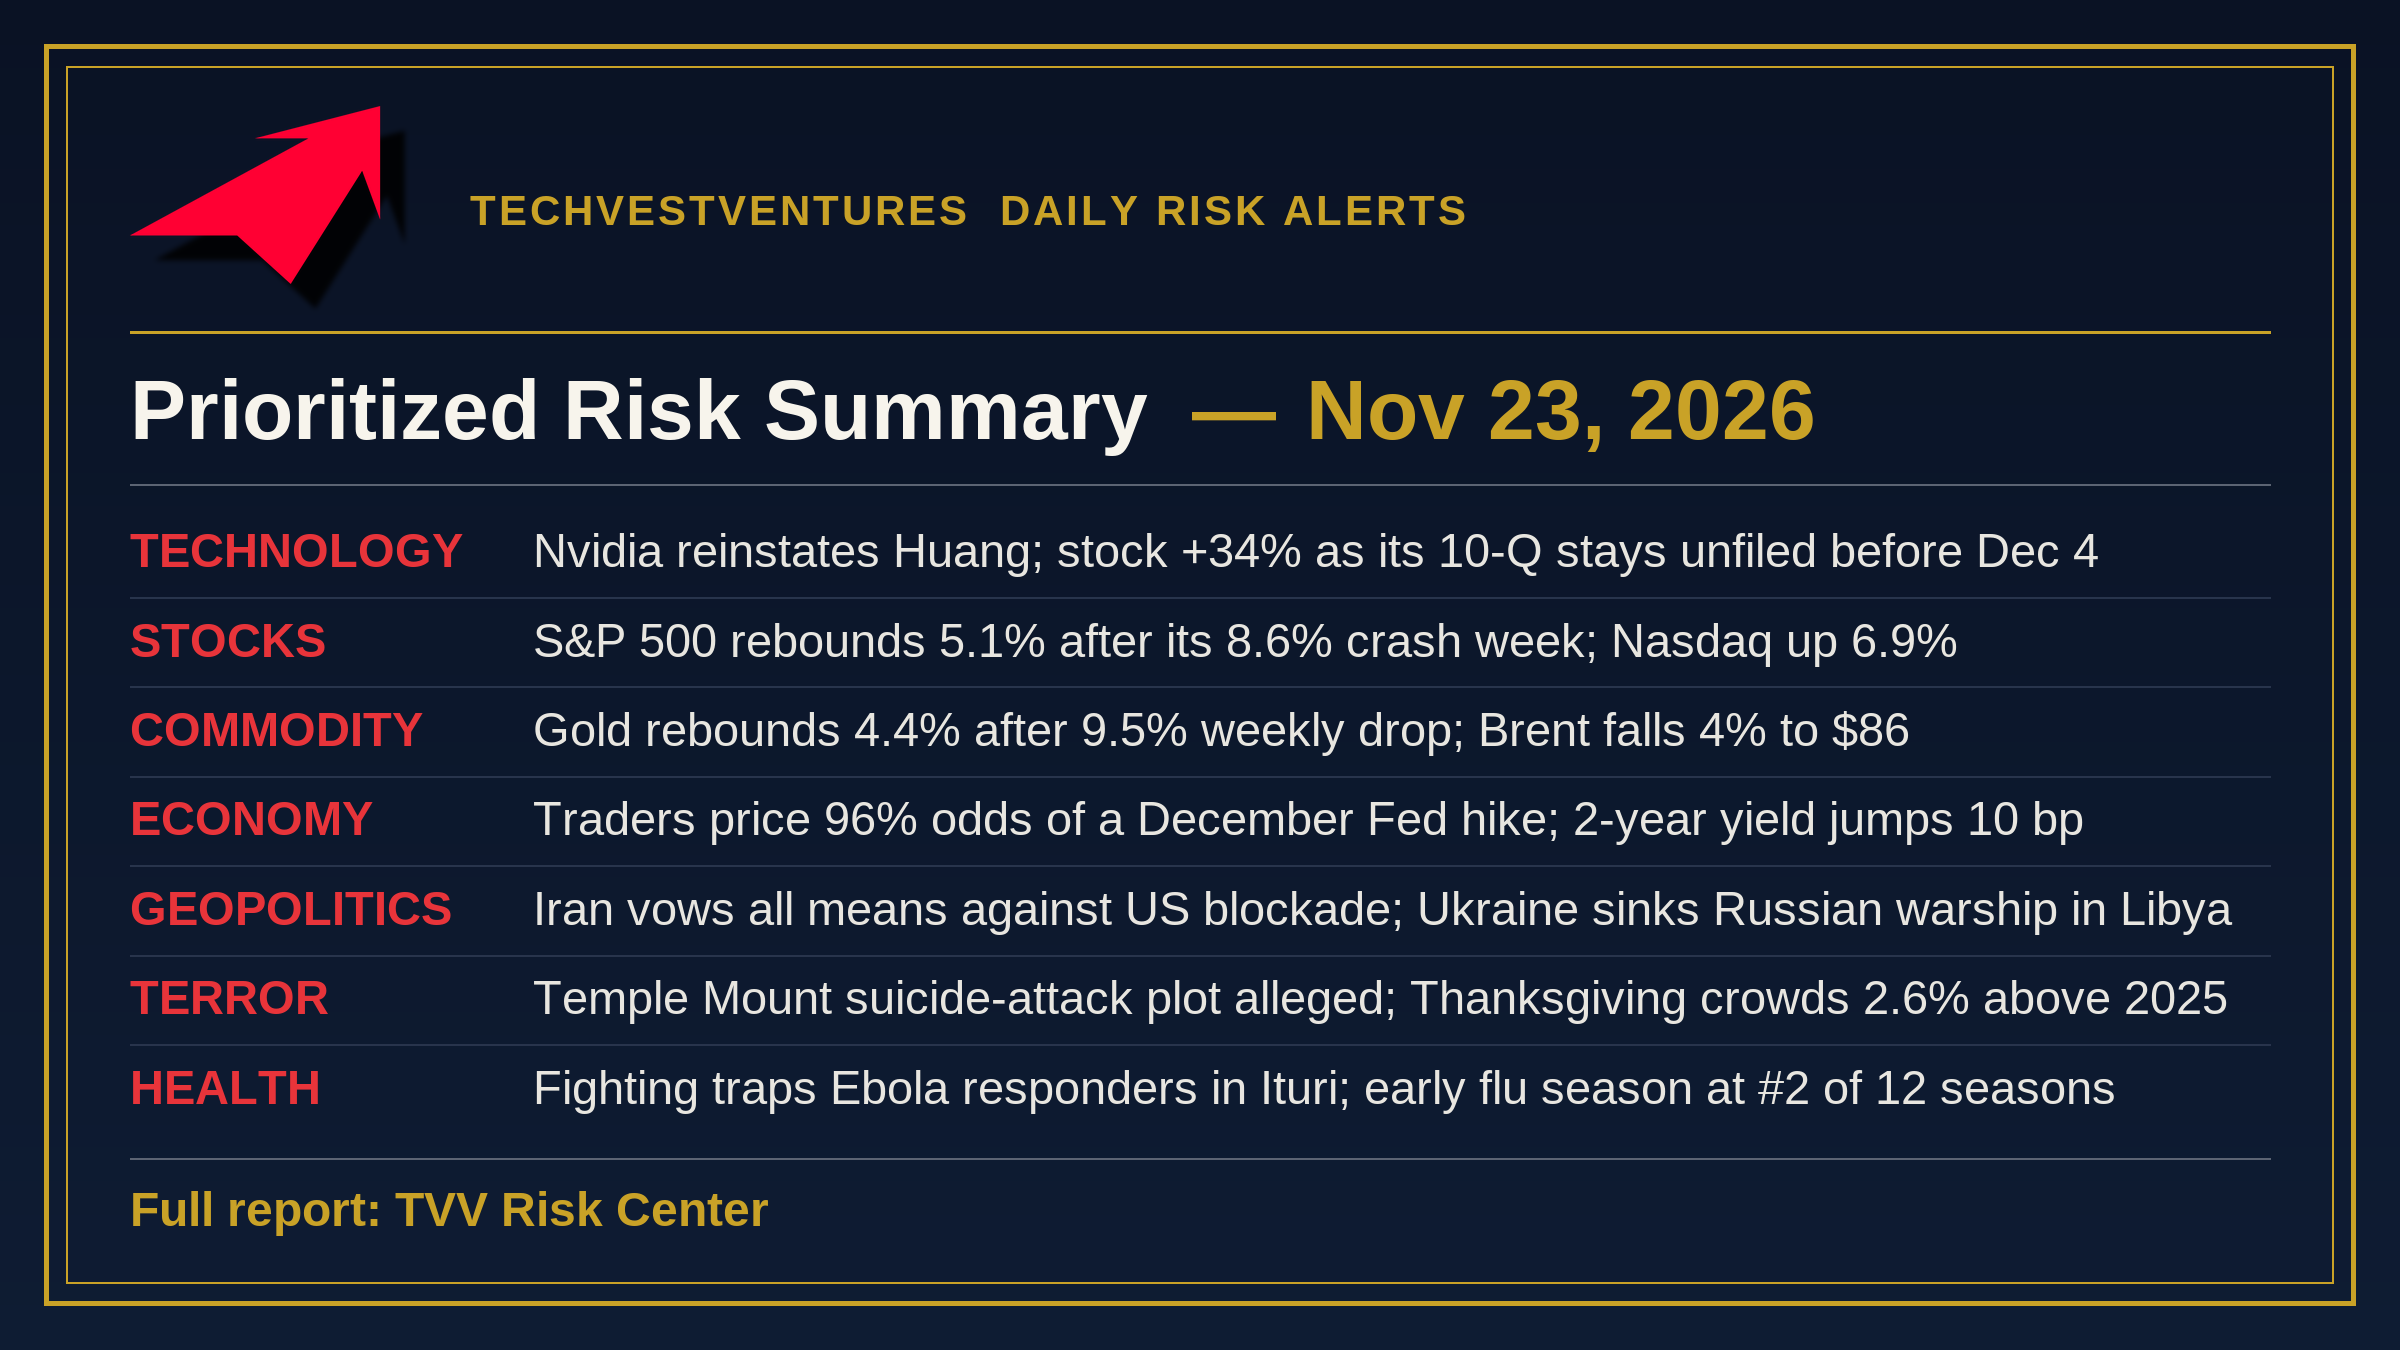 TECHVESTVENTURES DAILY RISK ALERTS
Prioritized Risk Summary — Nov 23, 2026
TECHNOLOGY Nvidia reinstates Huang; stock +34% as its 10-Q stays unfiled before Dec 4
STOCKS S&P 500 rebounds 5.1% after its 8.6% crash week; Nasdaq up 6.9%
COMMODITY Gold rebounds 4.4% after 9.5% weekly drop; Brent falls 4% to $86
ECONOMY Traders price 96% odds of a December Fed hike; 2-year yield jumps 10 bp
GEOPOLITICS Iran vows all means against US blockade; Ukraine sinks Russian warship in Libya
TERROR Temple Mount suicide-attack plot alleged; Thanksgiving crowds 2.6% above 2025
HEALTH Fighting traps Ebola responders in Ituri; early flu season at #2 of 12 seasons
Full report: TVV Risk Center